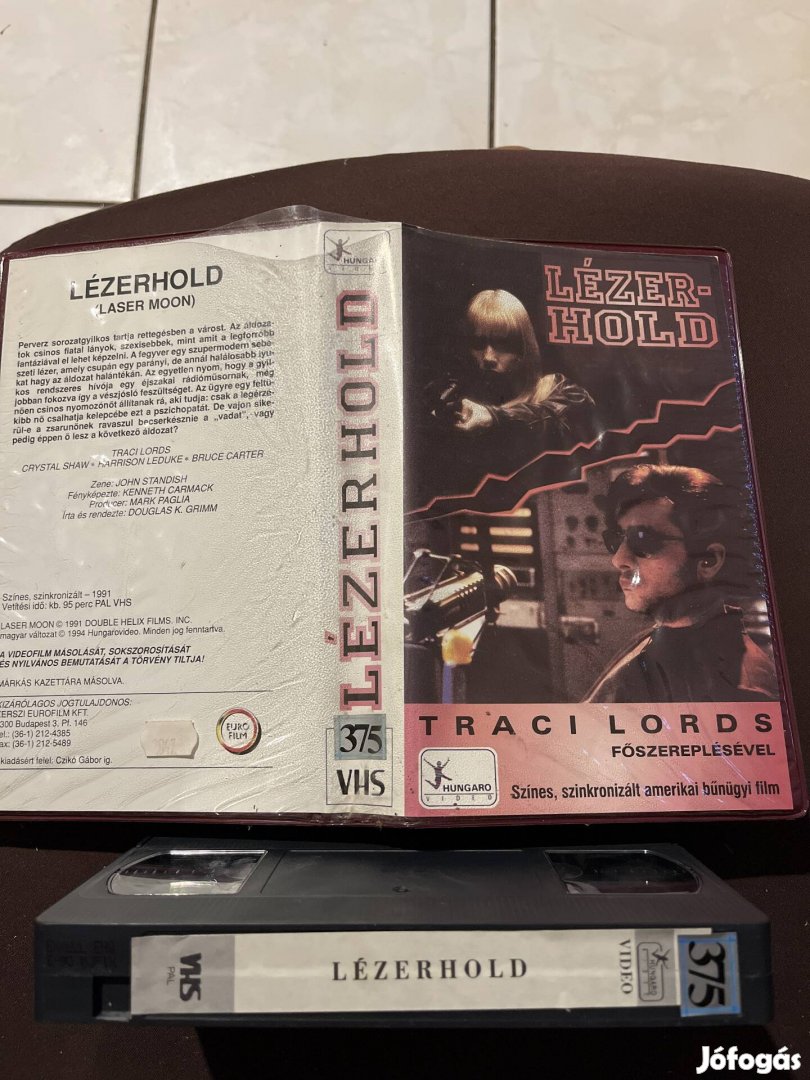 LÉZERHOLD
(LASER MOON)
Perverz sorozatgyilkos tartja rettegésben a várost. Az áldoza-
tok csinos fiatal lányok, szexisebbek, mint amit a legforróbb
fantáziával el lehet képzelni. A fegyver egy szupermodern sebé-
szeti lézer, amely csupán egy parányi, de annál halálosabb lyu-
kat hagy az áldozat halántékán. Az egyetlen nyom, hogy a gyil-
kos rendszeres hívója egy éjszakai rádióműsornak, még
jobban fokozva így a vészjósló feszültséget. Az ügyre egy feltű-
nően csinos nyomozónőt állítanak rá, aki tudja: csak a legérzé-
kibb nő csalhatja kelepcébe ezt a pszichopatát. De vajon sike-
rül-e a zsarunőnek ravaszul becserkésznie a „vadat”, vagy
pedig éppen ő lesz a következő áldozat?
TRACI LORDS
CRYSTAL SHAW • HARRISON LEDUKE • BRUCE CARTER
Zene: JOHN STANDISH
Fényképezte: KENNETH CARMACK
Producer: MARK PAGLIA
Írta és rendezte: DOUGLAS K. GRIMM
Színes, szinkronizált – 1991
Vetítési idő: kb. 95 perc PAL VHS
LASER MOON © 1991 DOUBLE HELIX FILMS, INC.
magyar változat © 1994 Hungarovideo. Minden jog fenntartva.
A VIDEOFILM MÁSOLÁSÁT, SOKSZOROSÍTÁSÁT
ÉS NYILVÁNOS BEMUTATÁSÁT A TÖRVÉNY TILTJA!
MÁRKÁS KAZETTÁRA MÁSOLVA.
KIZÁRÓLAGOS JOGTULAJDONOS:
ZERSZI EUROFILM KFT.
300 Budapest 3. Pf. 146
el.: (36-1) 212-4385
ax: (36-1) 212-5489
kiadásért felel: Czikó Gábor ig.
EURO
FILM
HUNGARO
VIDEO
LÉZERHOLD
375
VHS
LÉZER-
HOLD
TRACI LORDS
FŐSZEREPLÉSÉVEL
HUNGARO
VIDEO
Színes, szinkronizált amerikai bűnügyi film
VHS
PAL
LÉZERHOLD
HUNGARO
VIDEO
375
Jófogás